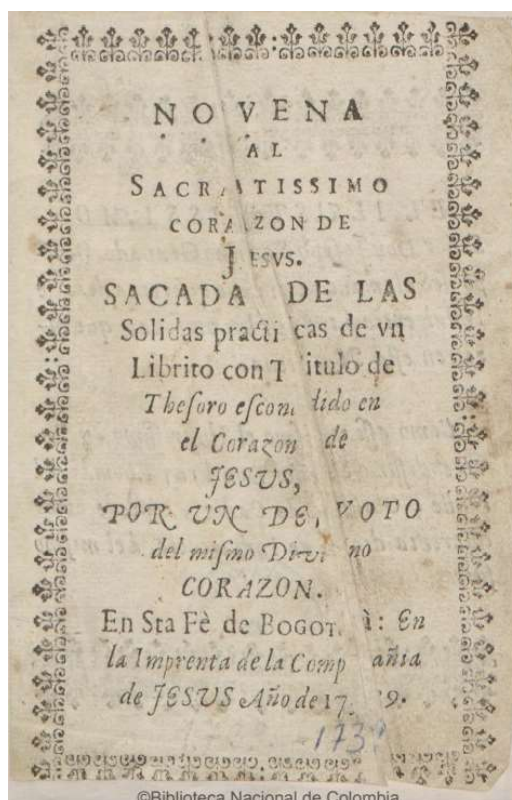 NOVENA
AL
SACRATISSIMO
CORAZON DE
JESVS.
SACADA DE LAS
Solidas practicas de vn
Librito con Titulo de
Theſoro eſcondido en
el Corazon de
JESUS,
POR UN DEVOTO
del miſmo Divino
CORAZON.
En Sta Fè de BOGOTÀ: En
la Imprenta de la Compañia
de JESUS Año de 17 9.
173
©Biblioteca Nacional de Colombia